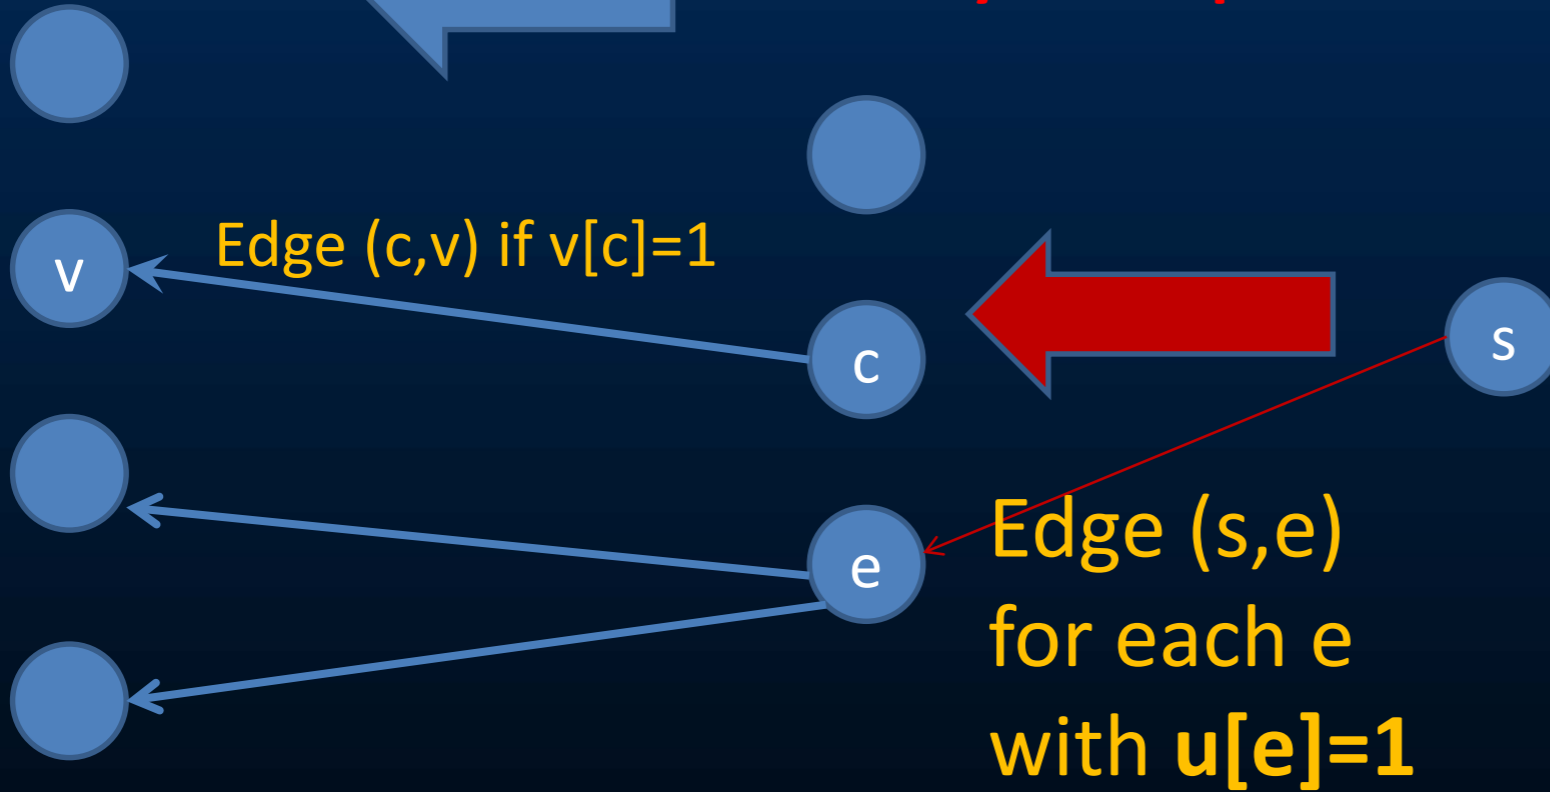 Edge (c,v) if v[c]=1
v
c
s
e
Edge (s,e)
for each e
with u[e]=1